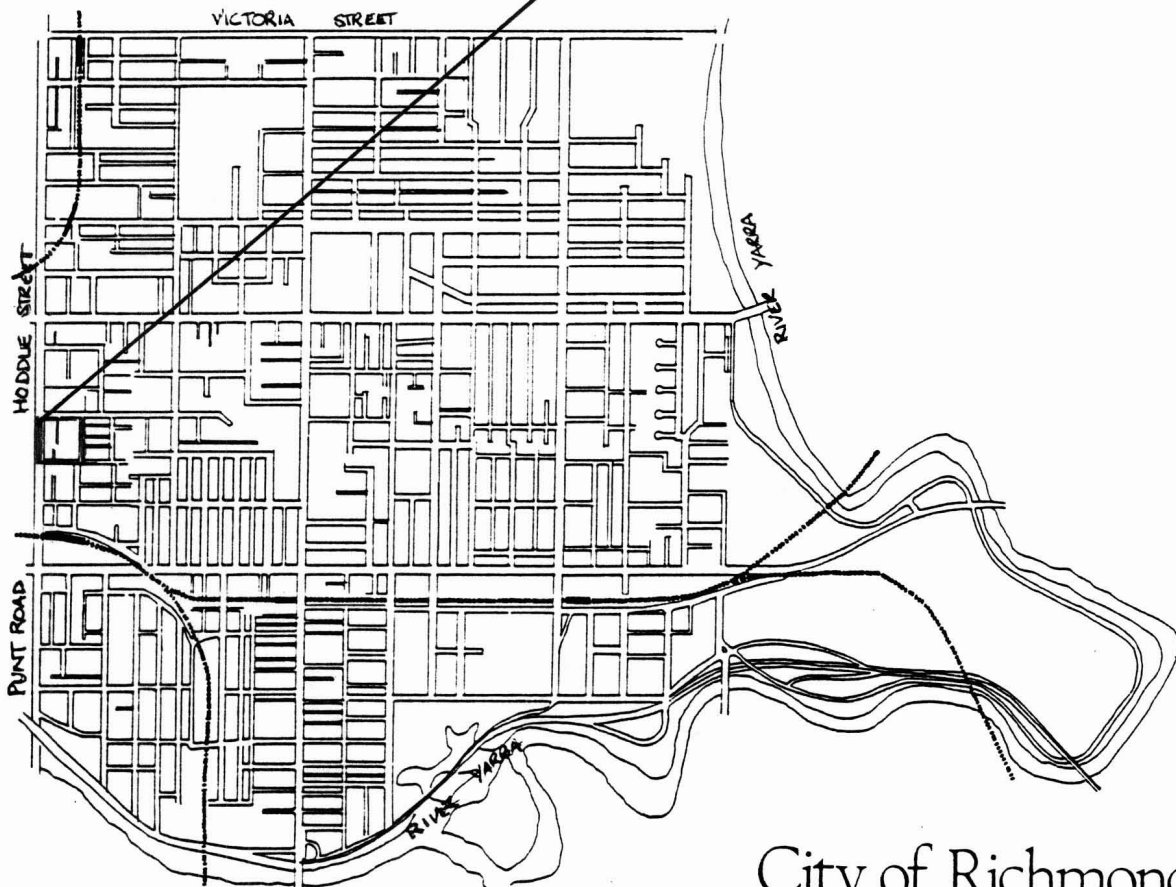 VICTORIA STREET
HODDLE STREET
RIVER YARRA
PUNT ROAD
RIVER YARRA
City of Richmond